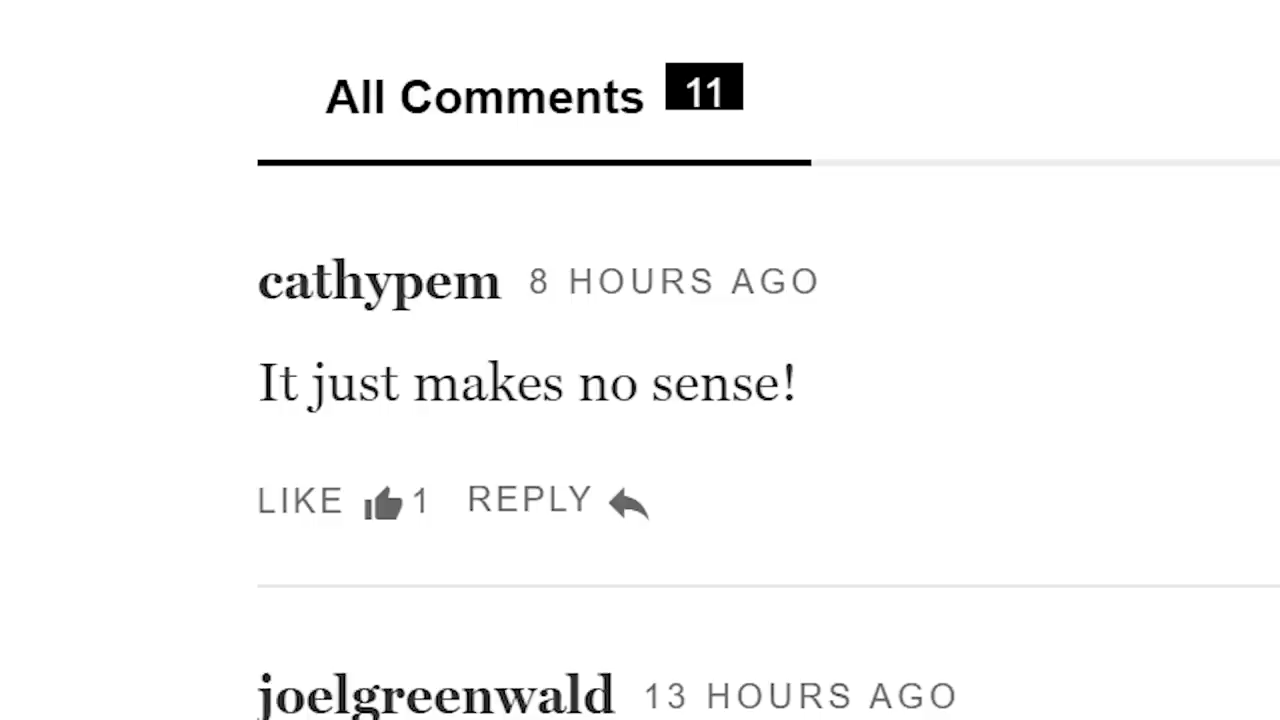 All Comments 11
cathypem 8 HOURS AGO
It just makes no sense!
LIKE 1 REPLY
joelgreenwald 13 HOURS AGO